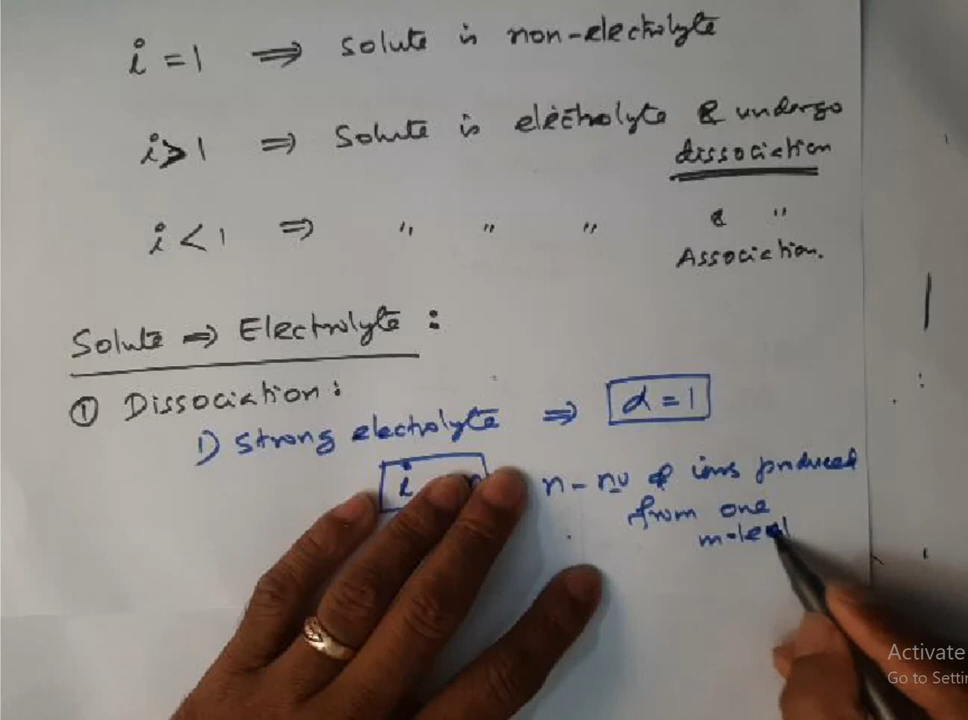 i = 1 ⇒ solute is non-electrolyte
i > 1 ⇒ Solute is electrolyte & undergo
dissociation
i < 1 ⇒ " " " & "
Association.
Solute ⇒ Electrolyte :
① Dissociation :
1) Strong electrolyte ⇒ α = 1
i n n - no of ions produced
from one
molecul
Activate
Go to Settin